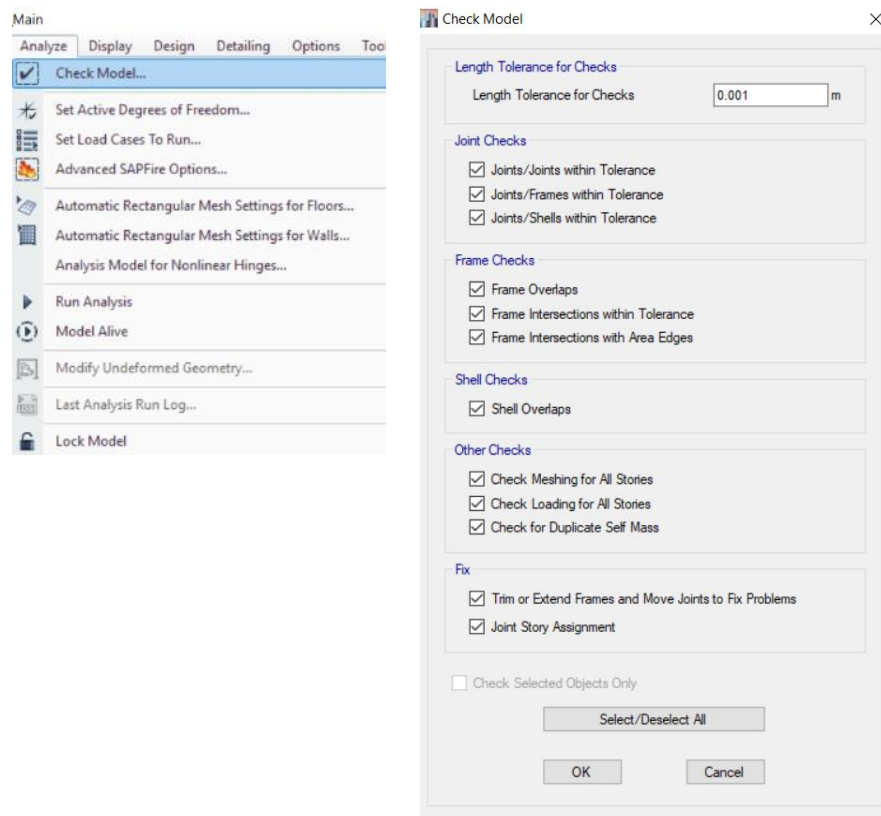 Main
Analyze Display Design Detailing Options Too
Check Model...
Set Active Degrees of Freedom...
Set Load Cases To Run...
Advanced SAPFire Options...
Automatic Rectangular Mesh Settings for Floors...
Automatic Rectangular Mesh Settings for Walls...
Analysis Model for Nonlinear Hinges...
Run Analysis
Model Alive
Modify Undeformed Geometry...
Last Analysis Run Log...
Lock Model
Check Model
Length Tolerance for Checks
Length Tolerance for Checks 0.001 m
Joint Checks
Joints/Joints within Tolerance
Joints/Frames within Tolerance
Joints/Shells within Tolerance
Frame Checks
Frame Overlaps
Frame Intersections within Tolerance
Frame Intersections with Area Edges
Shell Checks
Shell Overlaps
Other Checks
Check Meshing for All Stories
Check Loading for All Stories
Check for Duplicate Self Mass
Fix
Trim or Extend Frames and Move Joints to Fix Problems
Joint Story Assignment
Check Selected Objects Only
Select/Deselect All
OK Cancel